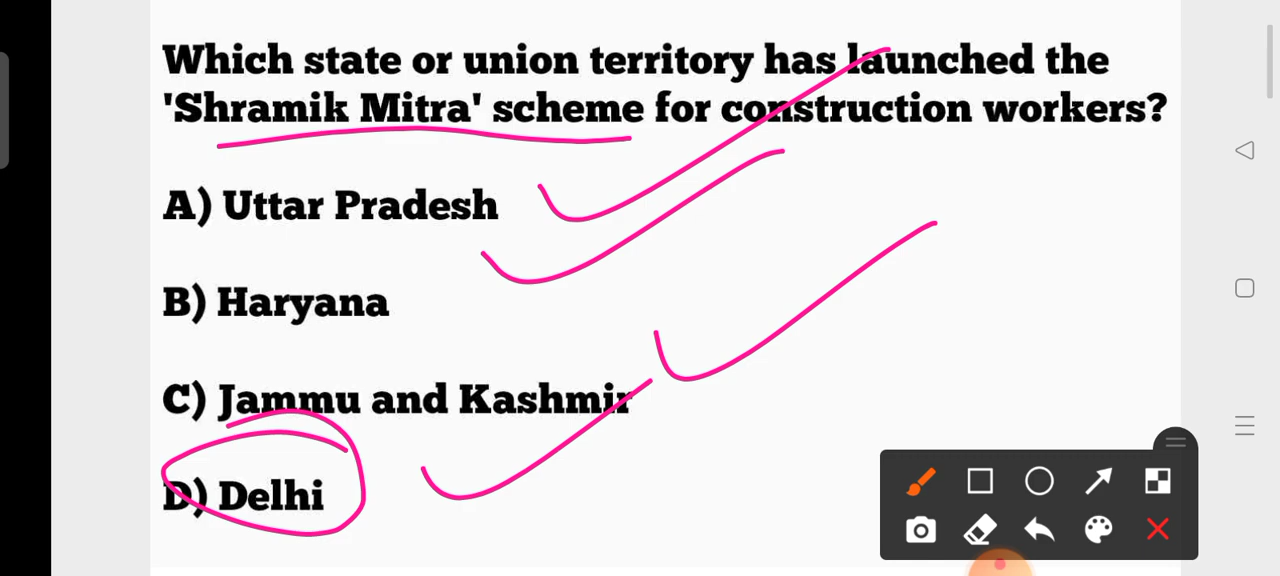 Which state or union territory has launched the
'Shramik Mitra' scheme for construction workers?
A) Uttar Pradesh
B) Haryana
C) Jammu and Kashmir
D) Delhi